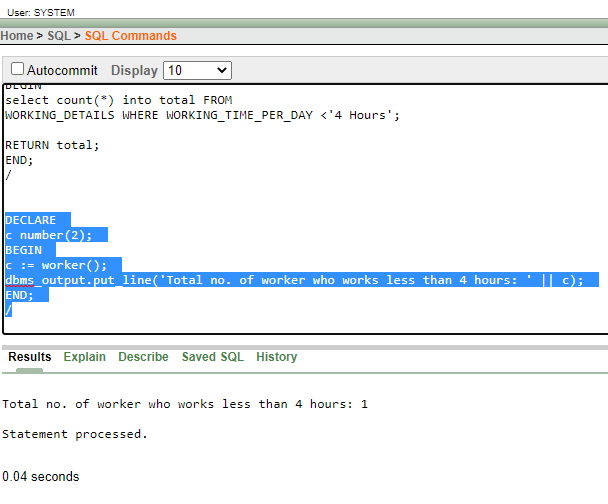 User: SYSTEM
Home > SQL > SQL Commands
Autocommit Display 10
BEGIN
select count(*) into total FROM
WORKING_DETAILS WHERE WORKING_TIME_PER_DAY <'4 Hours';
RETURN total;
END;
/
DECLARE
c number(2);
BEGIN
c := worker();
dbms_output.put_line('Total no. of worker who works less than 4 hours: ' || c);
END;
/
Results Explain Describe Saved SQL History
Total no. of worker who works less than 4 hours: 1
Statement processed.
0.04 seconds